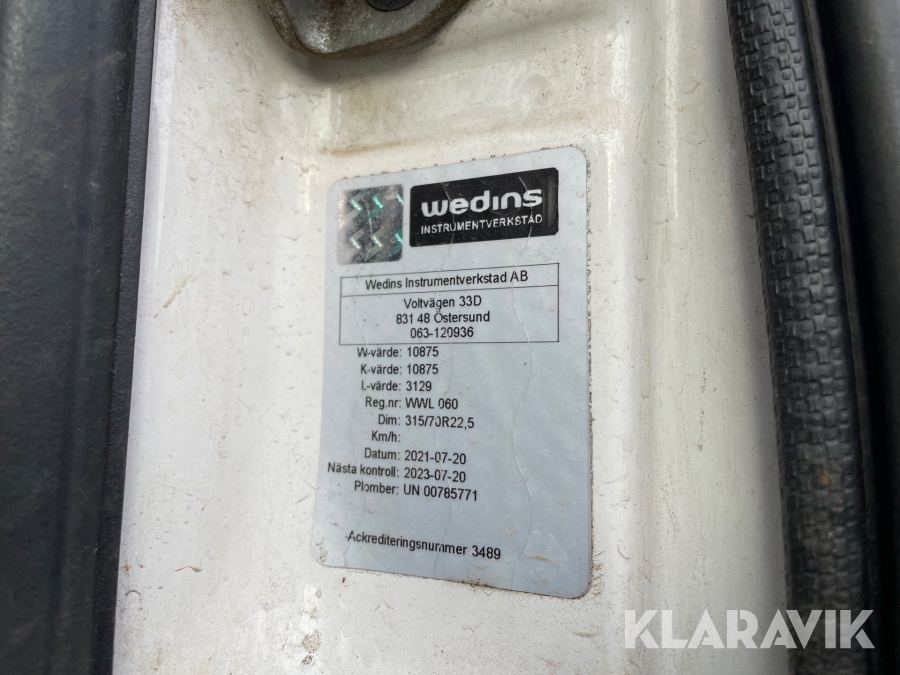 wedins
INSTRUMENTVERKSTAD
Wedins Instrumentverkstad AB
Voltvägen 33D
831 48 Östersund
063-120936
W-värde: 10875
K-värde: 10875
L-värde: 3129
Reg.nr: WWL 060
Dim: 315/70R22,5
Km/h:
Datum: 2021-07-20
Nästa kontroll: 2023-07-20
Plomber: UN 00785771
Ackrediteringsnummer 3489
KLARAVIK